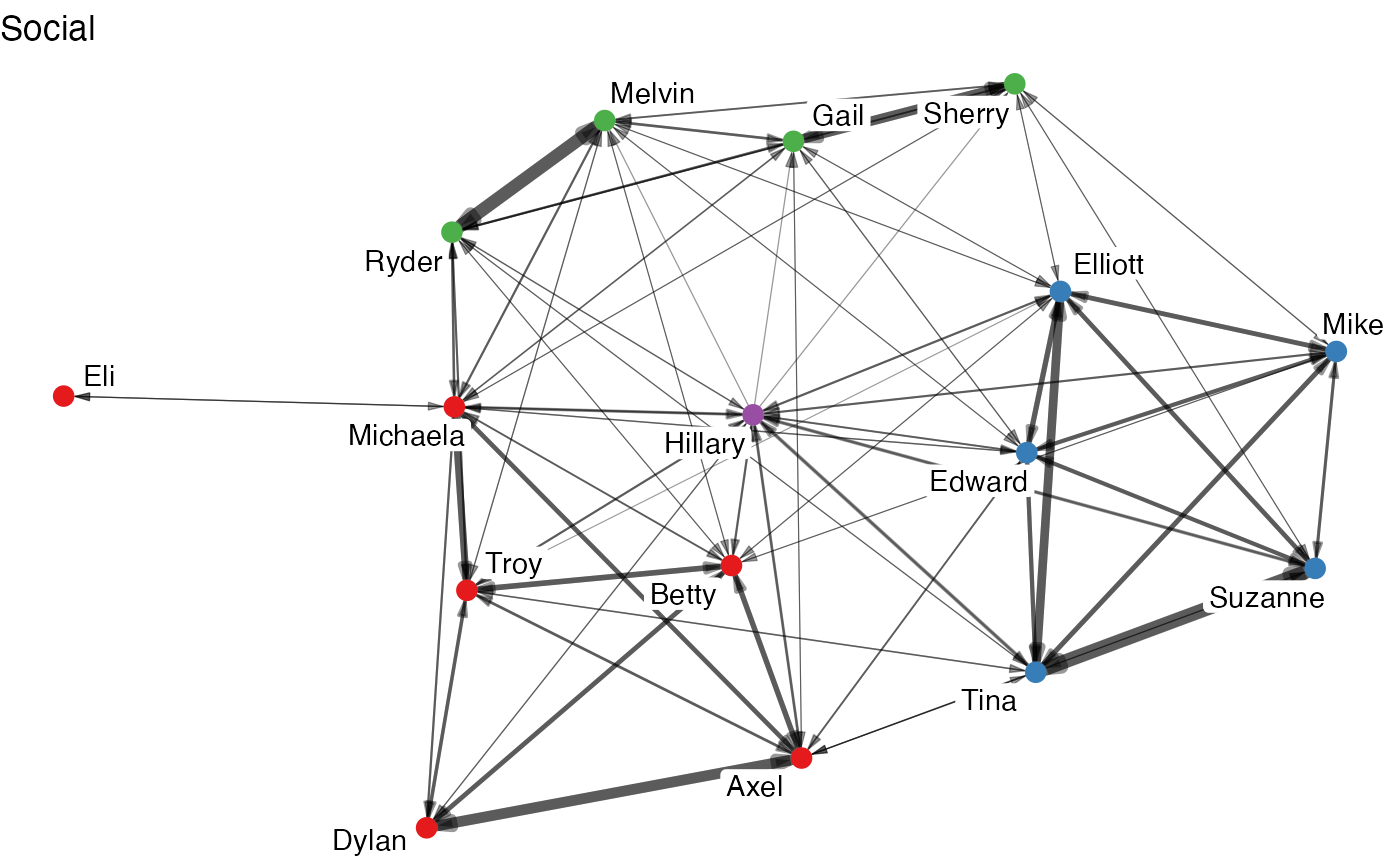 Social
Melvin
Gail
Sherry
Ryder
Elliott
Mike
Eli
Michaela
Hillary
Edward
Troy
Betty
Suzanne
Tina
Axel
Dylan